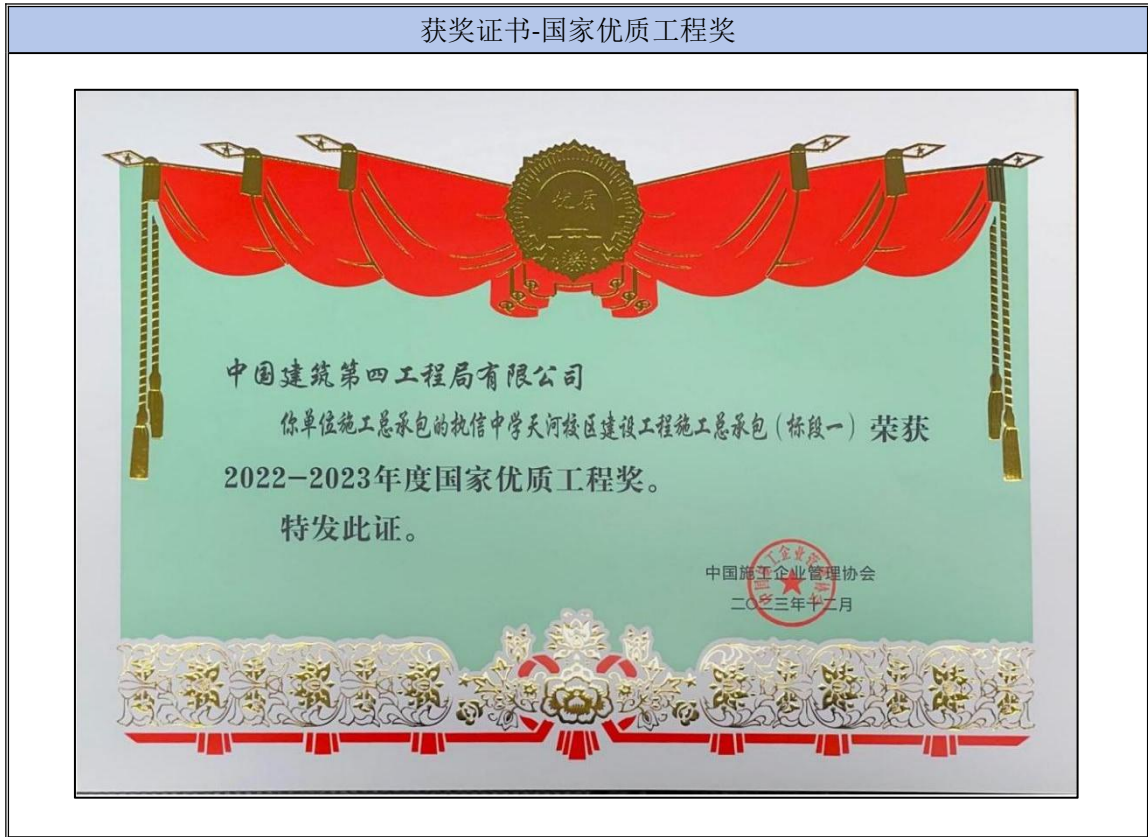 获奖证书-国家优质工程奖
优质
中国建筑第四工程局有限公司
你单位施工总承包的执信中学天河校区建设工程施工总承包（标段一）荣获
2022-2023年度国家优质工程奖。
特发此证。
中国施工企业管理协会
二〇二三年十二月